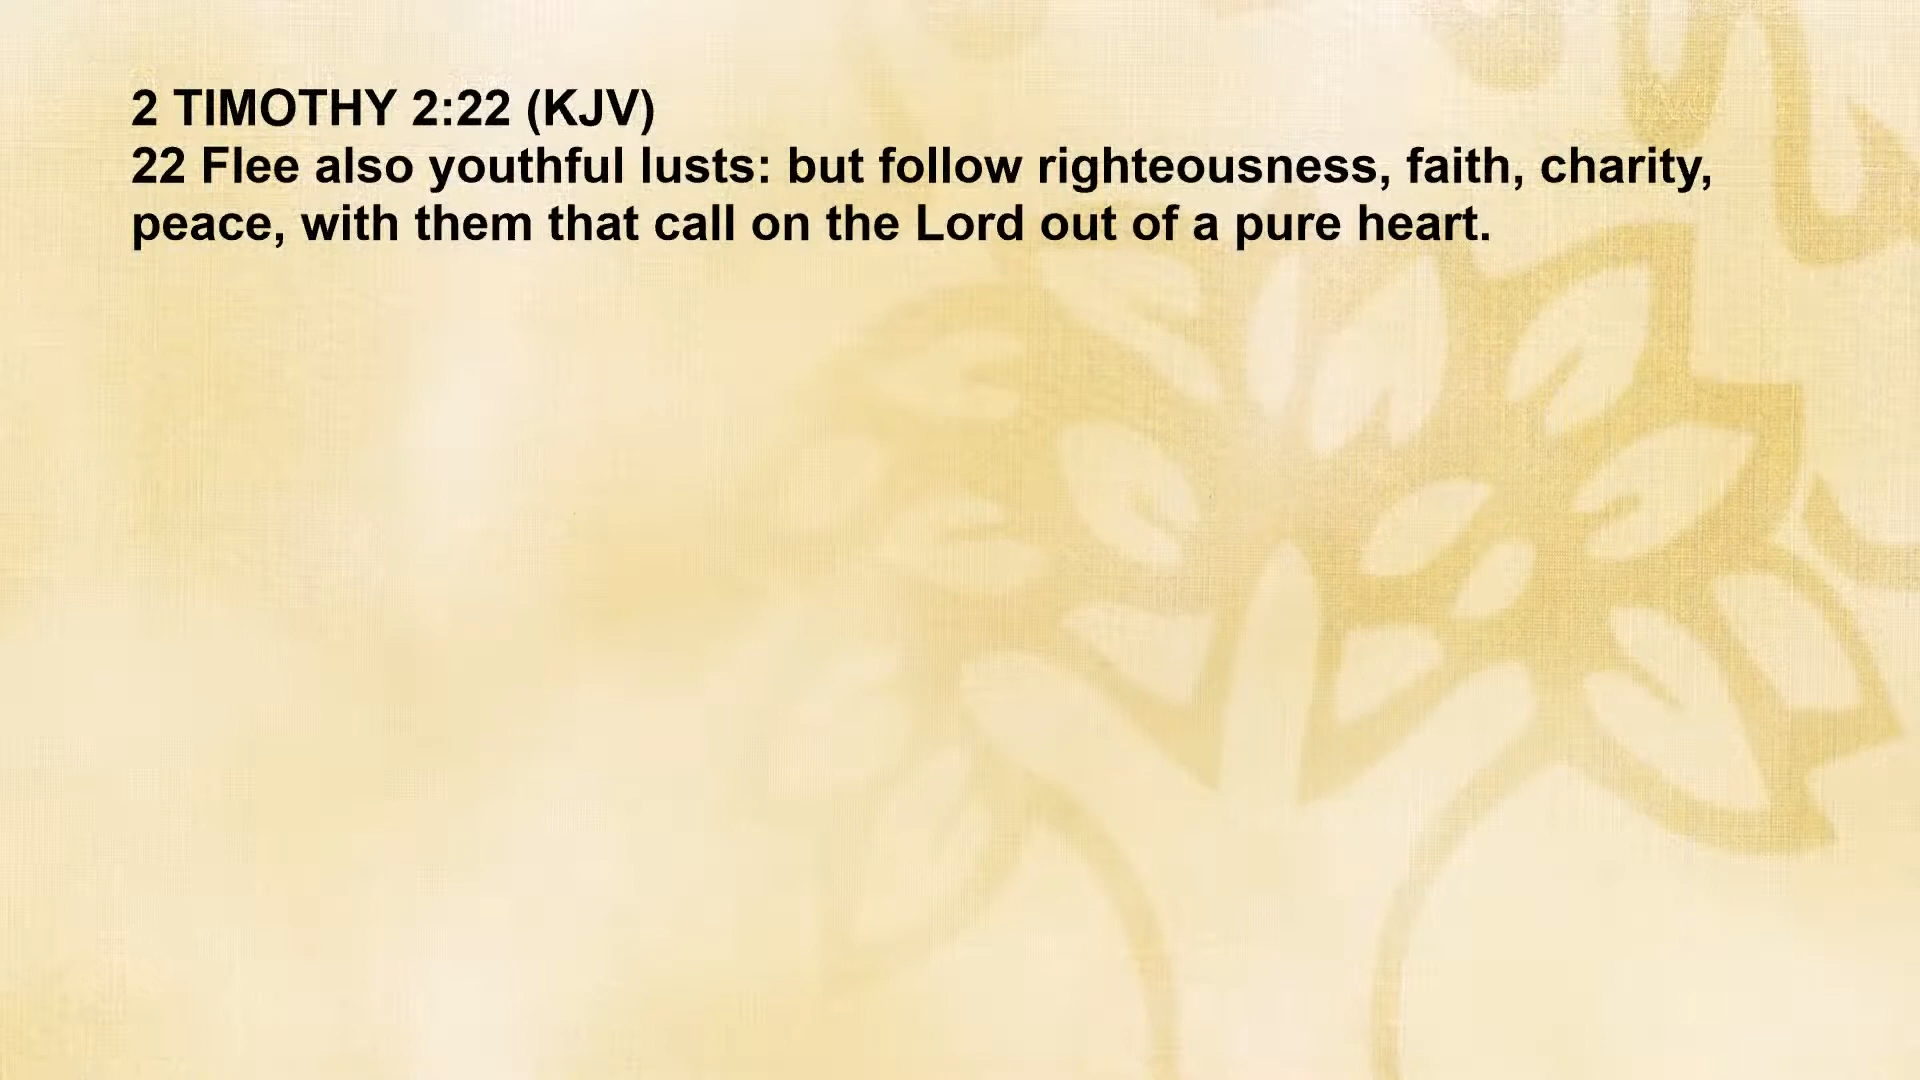 2 TIMOTHY 2:22 (KJV)
22 Flee also youthful lusts: but follow righteousness, faith, charity,
peace, with them that call on the Lord out of a pure heart.